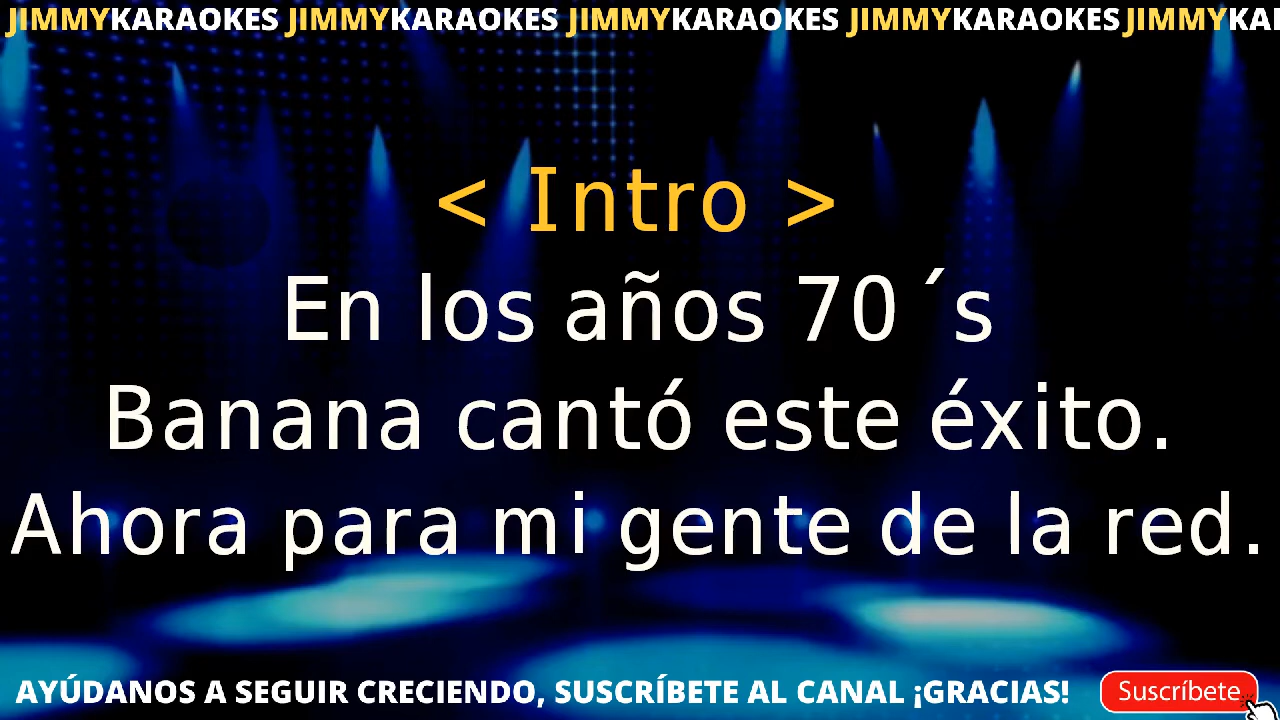 JIMMYKARAOKES JIMMYKARAOKES JIMMYKARAOKES JIMMYKARAOKES JIMMYKA
< Intro >
En los años 70 ´s
Banana cantó este éxito.
Ahora para mi gente de la red.
AYÚDANOS A SEGUIR CRECIENDO, SUSCRÍBETE AL CANAL ¡GRACIAS! Suscríbete